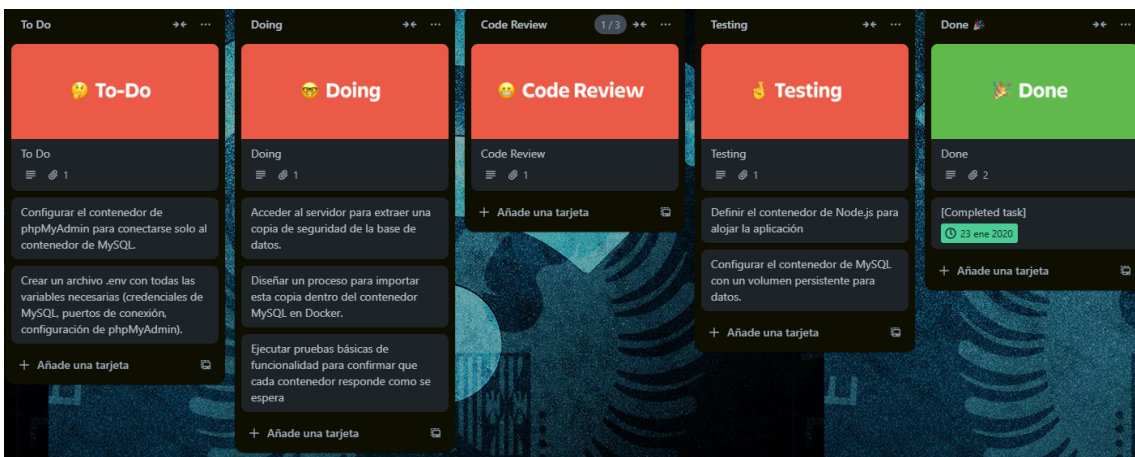 To Do
🤔 To-Do
To Do
1
Configurar el contenedor de
phpMyAdmin para conectarse solo al
contenedor de MySQL.
Crear un archivo .env con todas las
variables necesarias (credenciales de
MySQL, puertos de conexión,
configuración de phpMyAdmin).
+ Añade una tarjeta
Doing
🤓 Doing
Doing
1
Acceder al servidor para extraer una
copia de seguridad de la base de
datos.
Diseñar un proceso para importar
esta copia dentro del contenedor
MySQL en Docker.
Ejecutar pruebas básicas de
funcionalidad para confirmar que
cada contenedor responde como se
espera
+ Añade una tarjeta
Code Review
1 / 3
😬 Code Review
Code Review
1
+ Añade una tarjeta
Testing
🤞 Testing
Testing
1
Definir el contenedor de Node.js para
alojar la aplicación
Configurar el contenedor de MySQL
con un volumen persistente para
datos.
+ Añade una tarjeta
Done 🎉
🎉 Done
Done
2
[Completed task]
23 ene 2020
+ Añade una tarjeta